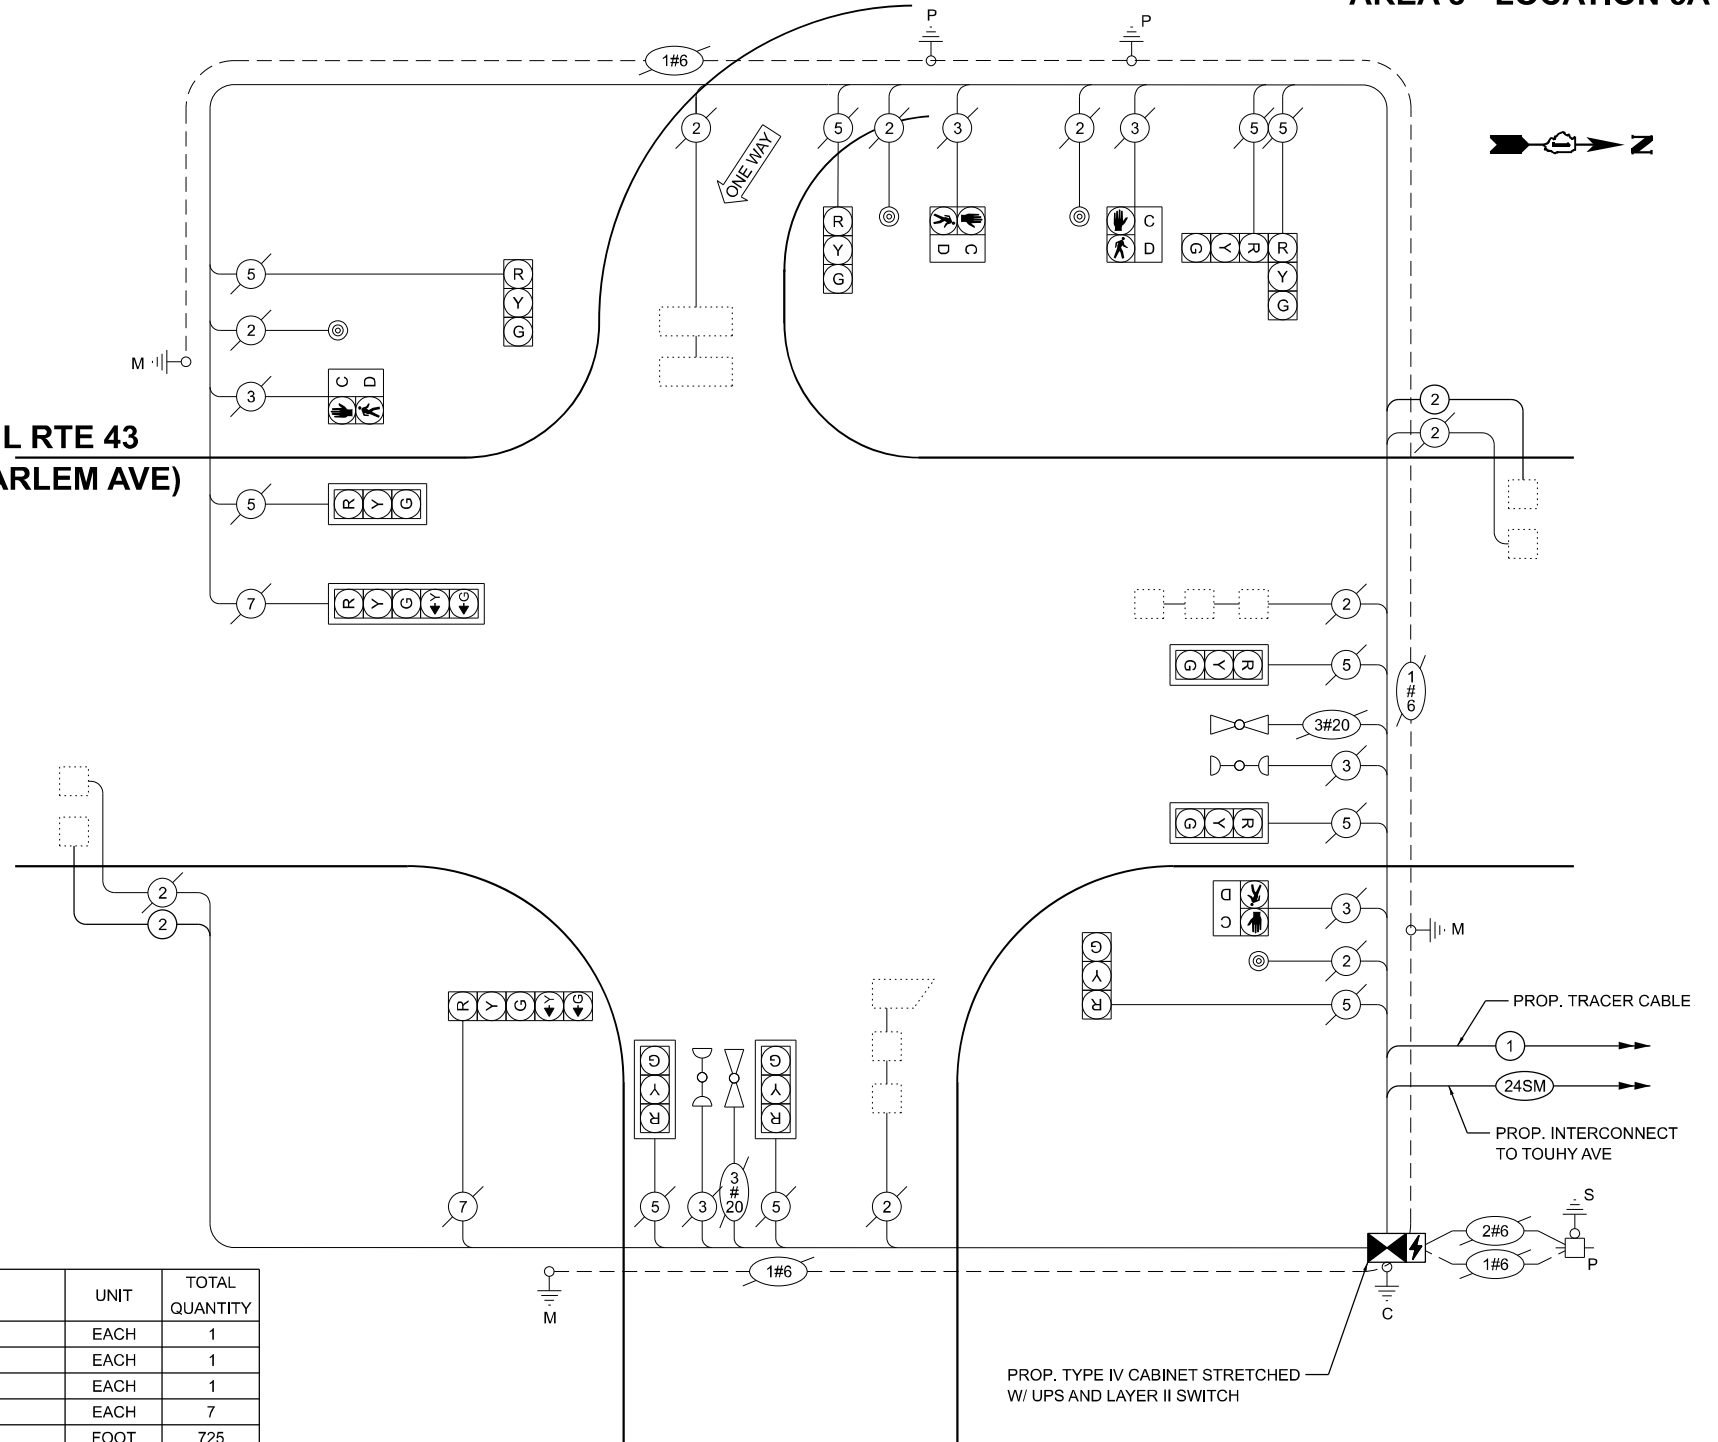 P
P
1#6
2
5
2
3
2
3
5
5
N
ONE WAY
R
Y
G
D C
C
D
G Y R
R
Y
G
5
R
Y
G
2
M
3
C D
L RTE 43
ARLEM AVE)
2
2
5
R Y G
7
R Y G Y G
2
G Y R
5
1
#
6
3#20
3
G Y R
5
2
2
D
C
3
M
2
G
Y
R
5
R Y G Y G
PROP. TRACER CABLE
1
24SM
PROP. INTERCONNECT
TO TOUHY AVE
G
Y
R
G
Y
R
7
5
3
3
#
20
5
2
S
2#6
1#6
P
1#6
M
C
UNIT
TOTAL
QUANTITY
EACH 1
EACH 1
EACH 1
EACH 7
FOOT 725
PROP. TYPE IV CABINET STRETCHED
W/ UPS AND LAYER II SWITCH